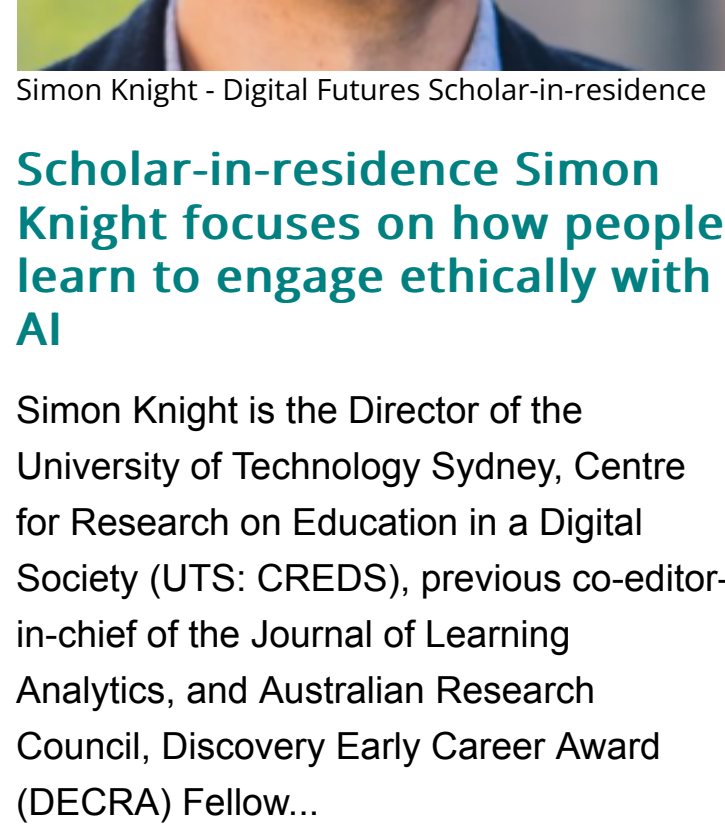 Simon Knight - Digital Futures Scholar-in-residence
Scholar-in-residence Simon
Knight focuses on how people
learn to engage ethically with
AI
Simon Knight is the Director of the
University of Technology Sydney, Centre
for Research on Education in a Digital
Society (UTS: CREDS), previous co-editor-
in-chief of the Journal of Learning
Analytics, and Australian Research
Council, Discovery Early Career Award
(DECRA) Fellow...